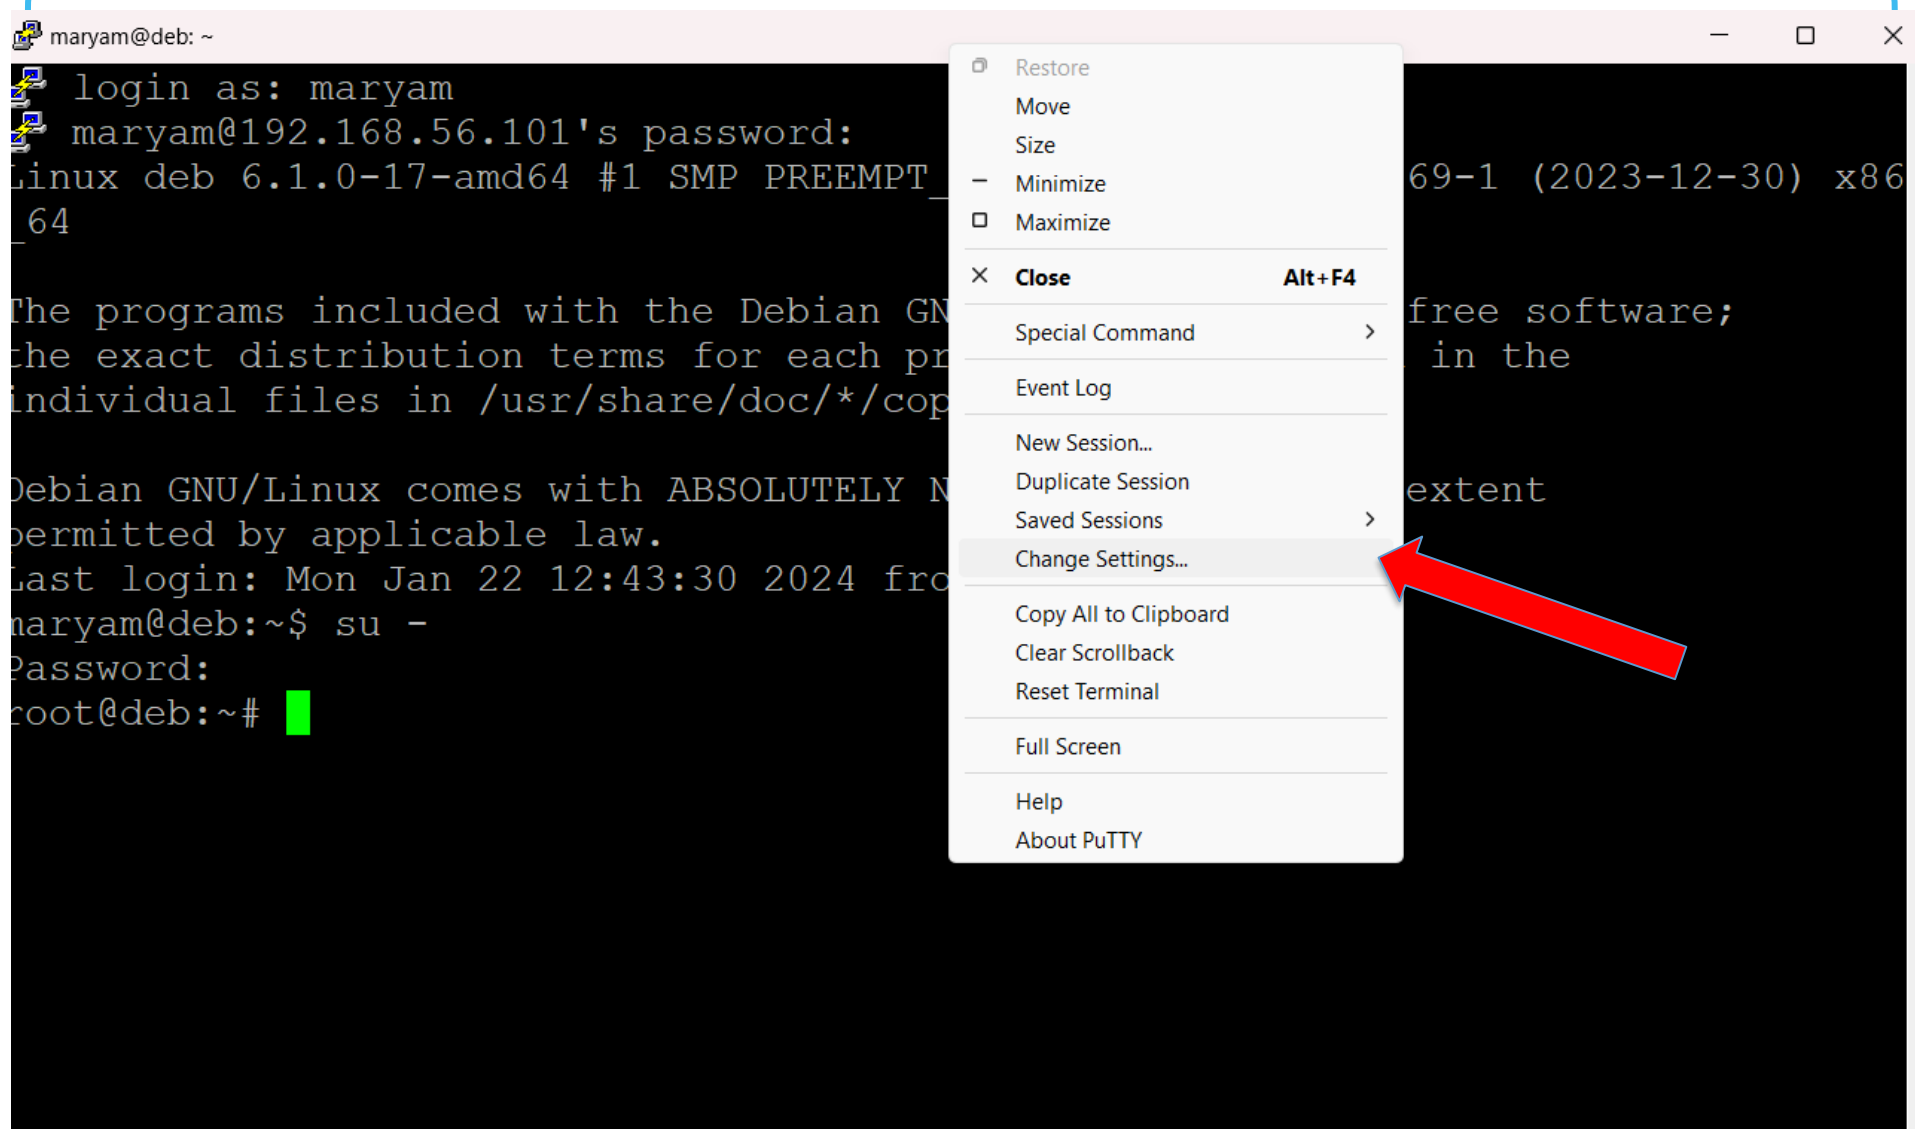 maryam@deb: ~
login as: maryam
maryam@192.168.56.101's password:
Linux deb 6.1.0-17-amd64 #1 SMP PREEMPT_ 69-1 (2023-12-30) x86
_64
The programs included with the Debian GN free software;
the exact distribution terms for each pr in the
individual files in /usr/share/doc/*/cop
Debian GNU/Linux comes with ABSOLUTELY N extent
permitted by applicable law.
Last login: Mon Jan 22 12:43:30 2024 fro
maryam@deb:~$ su -
Password:
root@deb:~#
Restore
Move
Size
Minimize
Maximize
Close Alt+F4
Special Command
Event Log
New Session...
Duplicate Session
Saved Sessions
Change Settings...
Copy All to Clipboard
Clear Scrollback
Reset Terminal
Full Screen
Help
About PuTTY